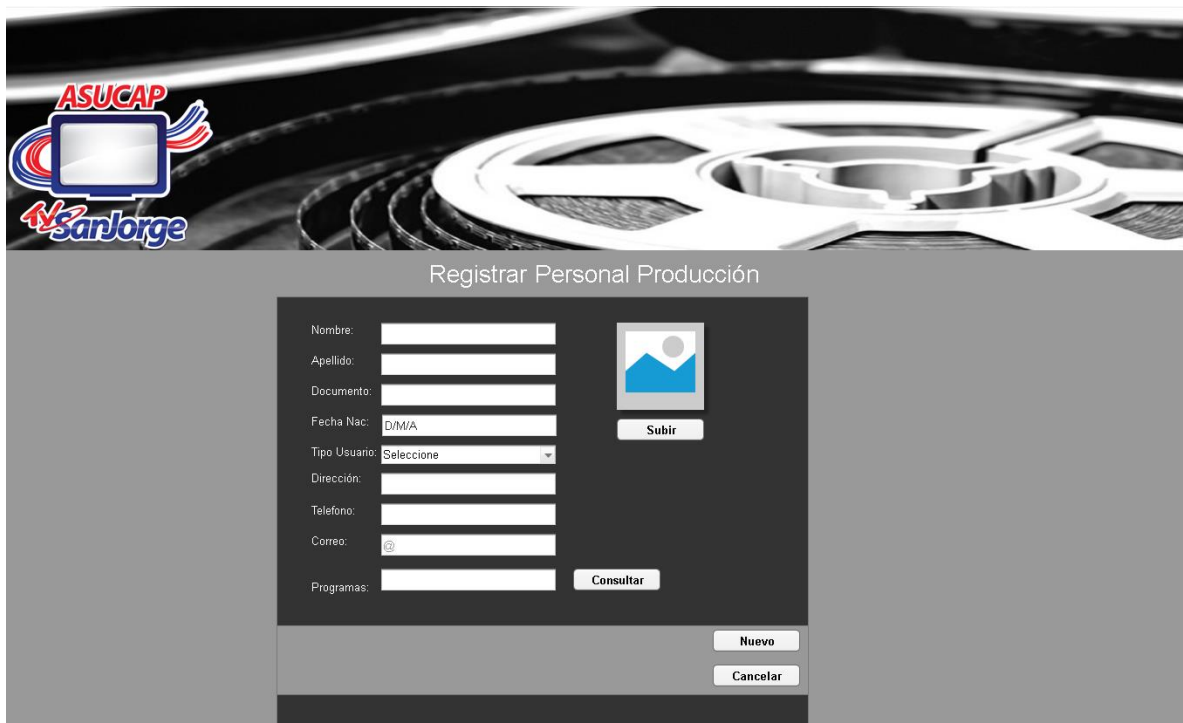 ASUCAP
TV SanJorge
Registrar Personal Producción
Nombre:
Apellido:
Documento:
Fecha Nac: D/M/A
Tipo Usuario: Seleccione
Dirección:
Telefono:
Correo: @
Programas:
Subir
Consultar
Nuevo
Cancelar